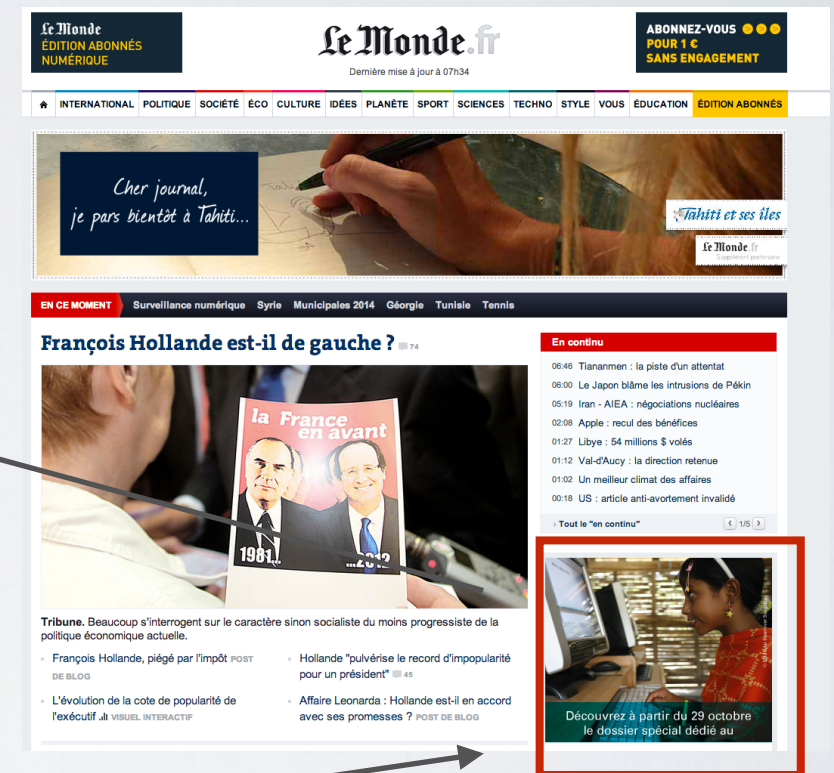 Le Monde
ÉDITION ABONNÉS
NUMÉRIQUE
Le Monde.fr
Dernière mise à jour à 07h34
ABONNEZ-VOUS
POUR 1 €
SANS ENGAGEMENT
INTERNATIONAL POLITIQUE SOCIÉTÉ ÉCO CULTURE IDÉES PLANÈTE SPORT SCIENCES TECHNO STYLE VOUS ÉDUCATION ÉDITION ABONNÉS
Cher journal,
je pars bientôt à Tahiti...
Tahiti et ses îles
Le Monde.fr
Supplément partenaire
EN CE MOMENT Surveillance numérique Syrie Municipales 2014 Géorgie Tunisie Tennis
François Hollande est-il de gauche ? 74
la France
en avant
1981...
...2012
Tribune. Beaucoup s'interrogent sur le caractère sinon socialiste du moins progressiste de la
politique économique actuelle.
François Hollande, piégé par l'impôt POST
DE BLOG
L'évolution de la cote de popularité de
l'exécutif VISUEL INTERACTIF
Hollande "pulvérise le record d'impopularité
pour un président" 45
Affaire Leonarda : Hollande est-il en accord
avec ses promesses ? POST DE BLOG
En continu
06:46 Tiananmen : la piste d'un attentat
06:00 Le Japon blâme les intrusions de Pékin
05:19 Iran - AIEA : négociations nucléaires
02:08 Apple : recul des bénéfices
01:27 Libye : 54 millions $ volés
01:12 Val-d'Aucy : la direction retenue
01:02 Un meilleur climat des affaires
00:18 US : article anti-avortement invalidé
› Tout le "en continu" 1/5
Découvrez à partir du 29 octobre
le dossier spécial dédié au